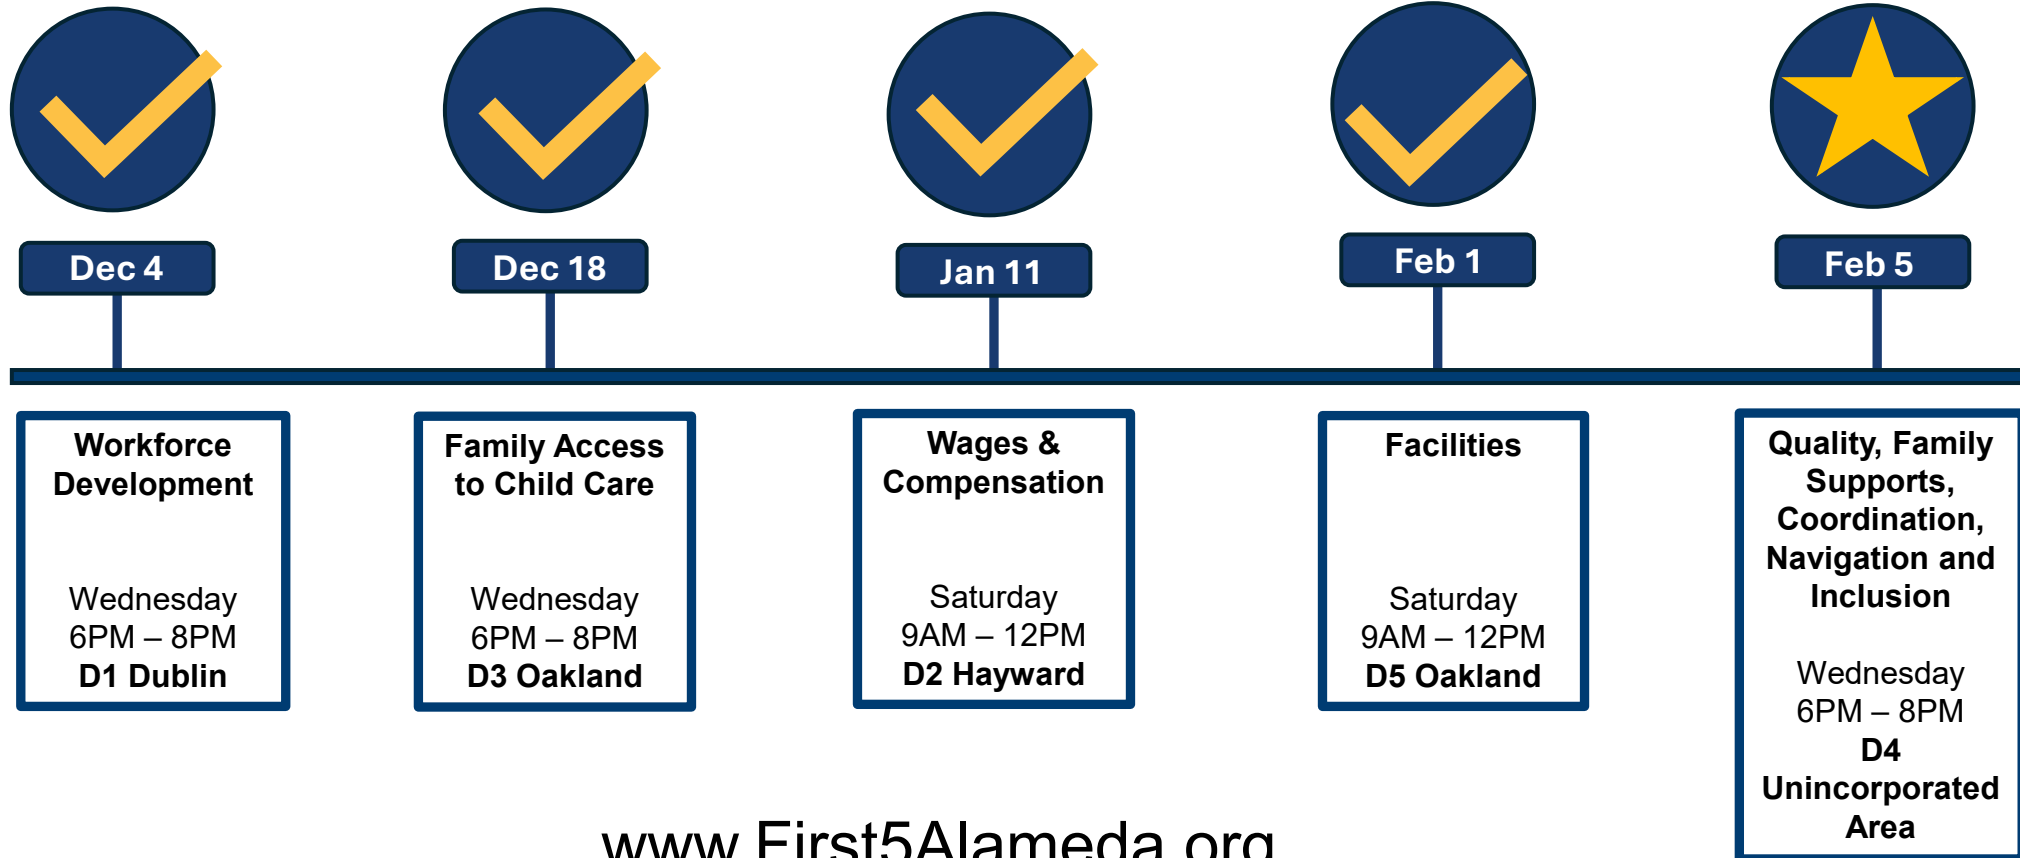 Dec 4
Dec 18
Jan 11
Feb 1
Feb 5
Workforce
Development
Wednesday
6PM – 8PM
D1 Dublin
Family Access
to Child Care
Wednesday
6PM – 8PM
D3 Oakland
Wages &
Compensation
Saturday
9AM – 12PM
D2 Hayward
Facilities
Saturday
9AM – 12PM
D5 Oakland
Quality, Family
Supports,
Coordination,
Navigation and
Inclusion
Wednesday
6PM – 8PM
D4
Unincorporated
Area
www.First5Alameda.org